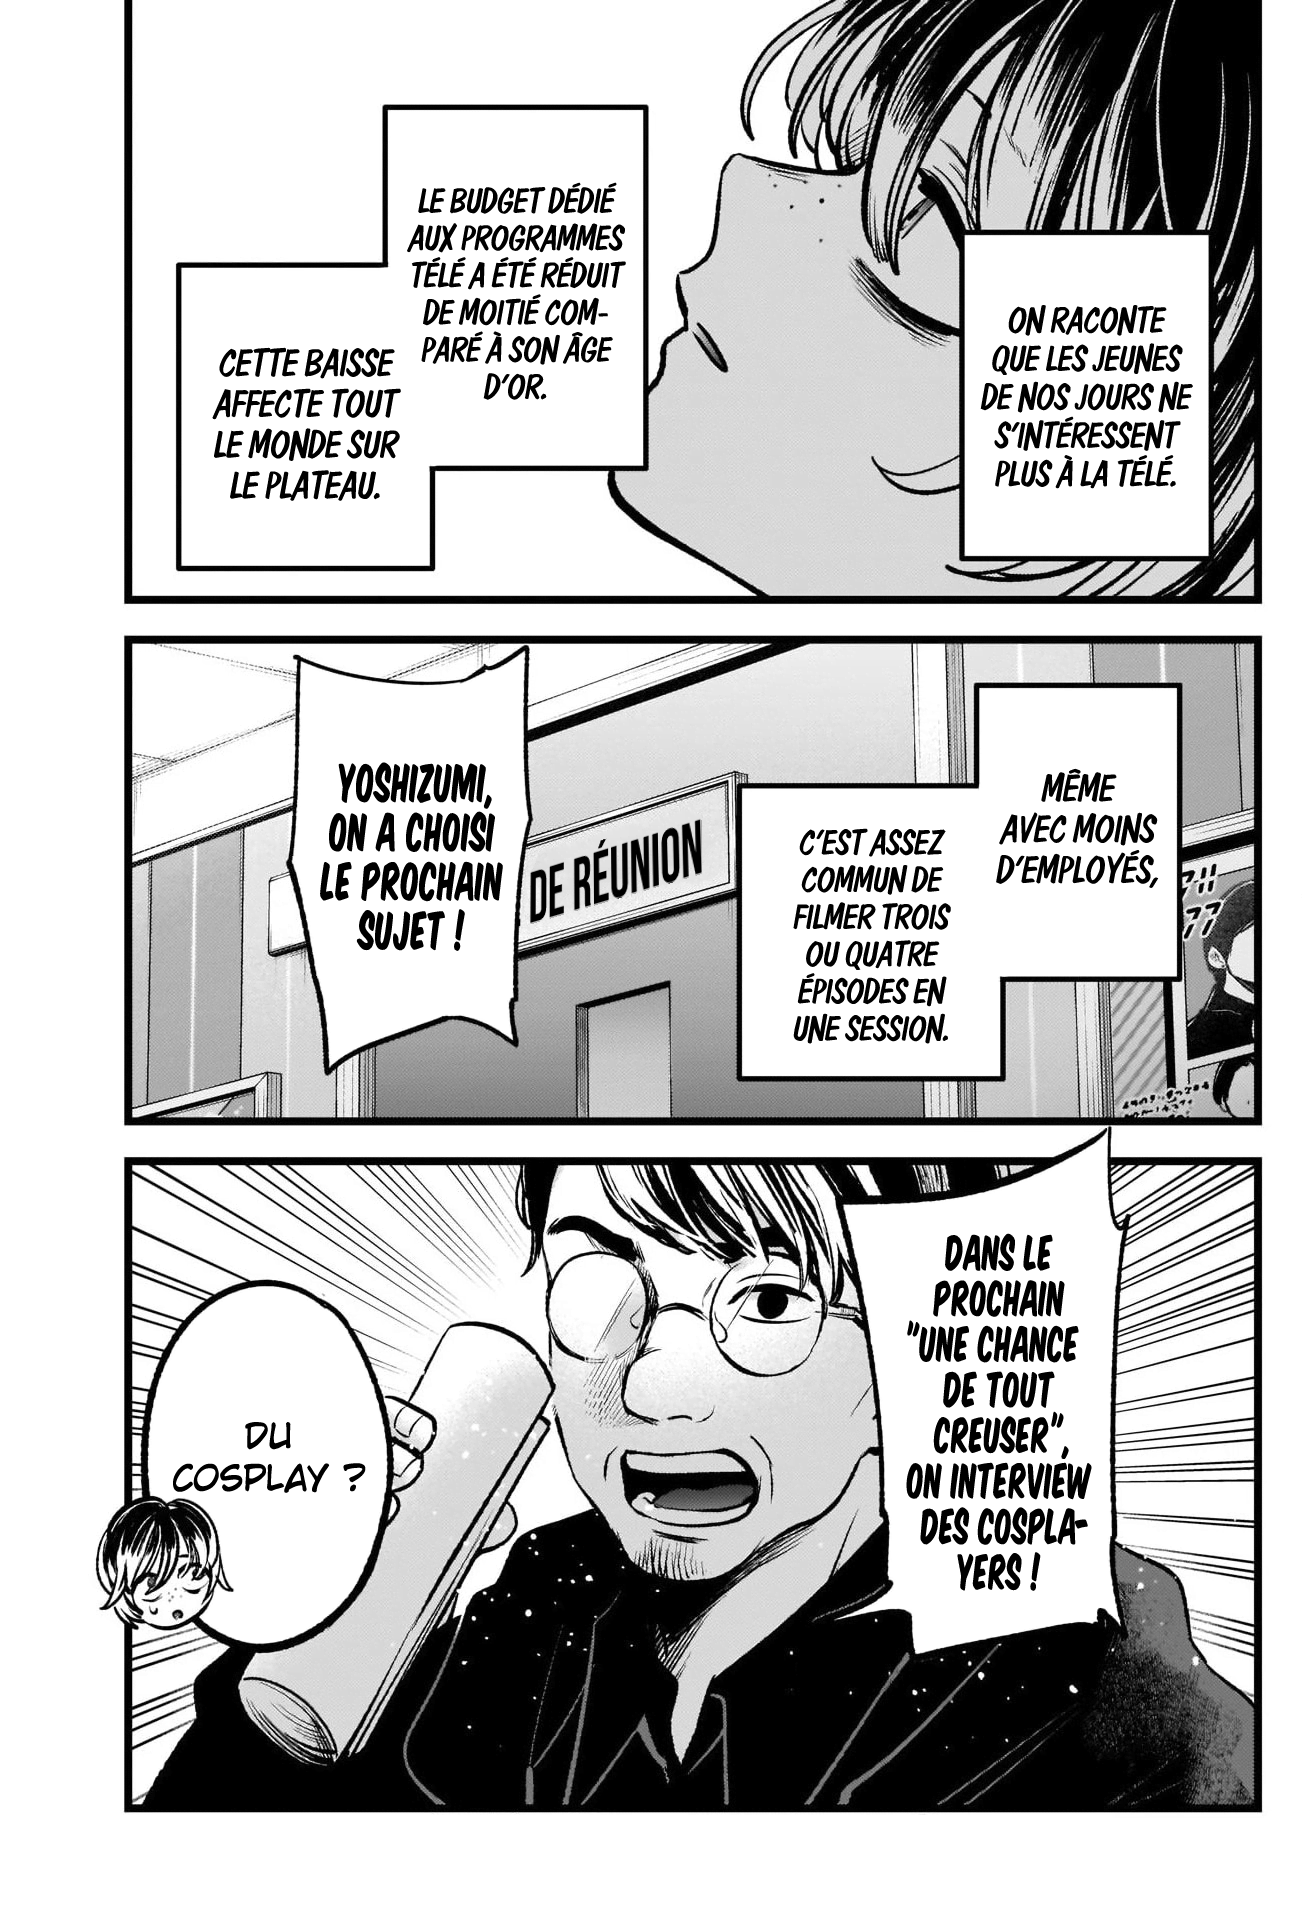 ON RACONTE
QUE LES JEUNES
DE NOS JOURS NE
S'INTÉRESSENT
PLUS À LA TÉLÉ.
LE BUDGET DÉDIÉ
AUX PROGRAMMES
TÉLÉ A ÉTÉ RÉDUIT
DE MOITIÉ COM-
PARÉ À SON ÂGE
D'OR.
CETTE BAISSE
AFFECTE TOUT
LE MONDE SUR
LE PLATEAU.
MÊME
AVEC MOINS
D'EMPLOYÉS,
C'EST ASSEZ
COMMUN DE
FILMER TROIS
OU QUATRE
ÉPISODES EN
UNE SESSION.
DE RÉUNION
YOSHIZUMI,
ON A CHOISI
LE PROCHAIN
SUJET !
DANS LE
PROCHAIN
"UNE CHANCE
DE TOUT
CREUSER",
ON INTERVIEW
DES COSPLA-
YERS !
DU
COSPLAY ?